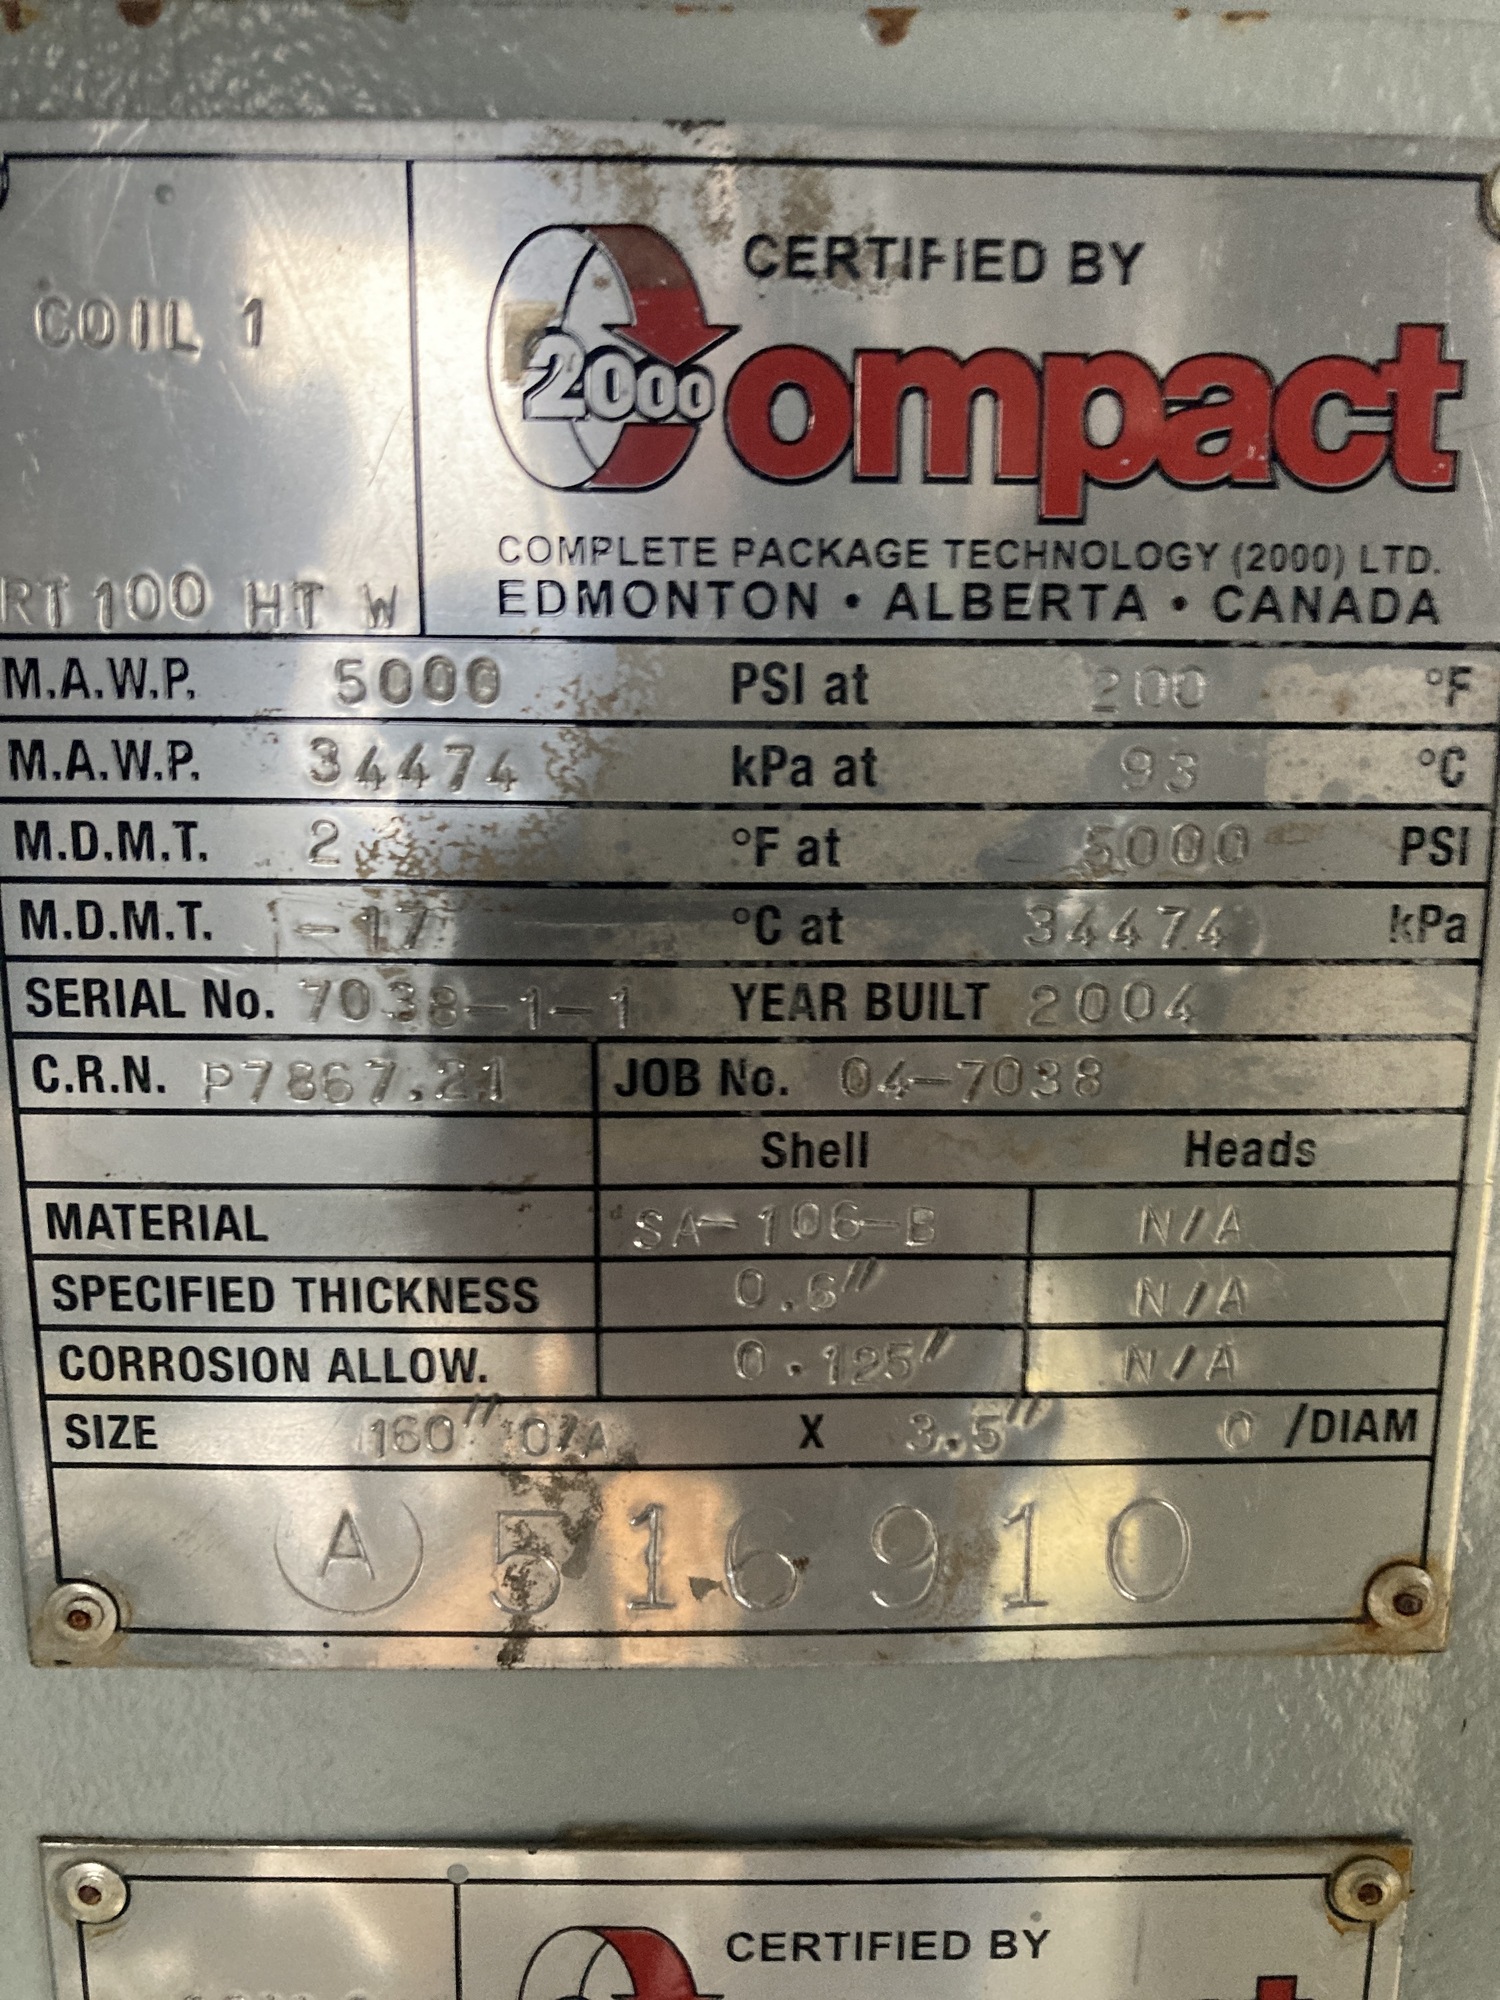 COIL 1
RT 100 HT W
CERTIFIED BY
2000 Compact
COMPLETE PACKAGE TECHNOLOGY (2000) LTD.
EDMONTON • ALBERTA • CANADA
M.A.W.P. 5000 PSI at 200 °F
M.A.W.P. 34474 kPa at 93 °C
M.D.M.T. 2 °F at 5000 PSI
M.D.M.T. -17 °C at 34474 kPa
SERIAL No. 7038-1-1 YEAR BUILT 2004
C.R.N. P7867.21 JOB No. 04-7038
Shell Heads
MATERIAL SA-106-B N/A
SPECIFIED THICKNESS 0.6" N/A
CORROSION ALLOW. 0.125" N/A
SIZE 160" O/A X 3.5" O /DIAM
A 516910
CERTIFIED BY